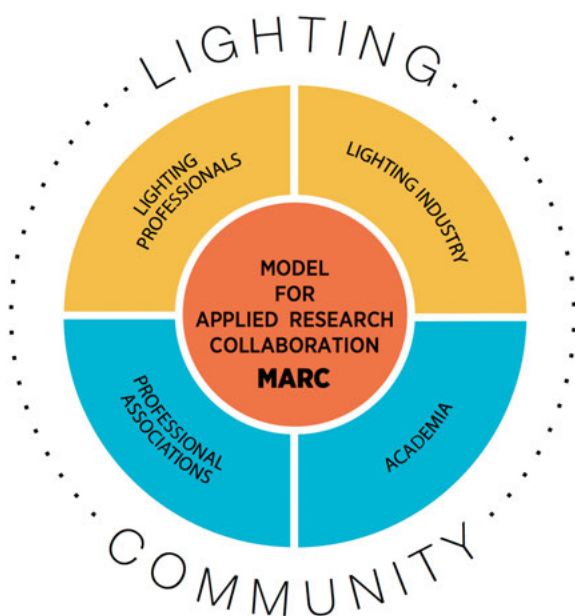 LIGHTING
LIGHTING
PROFESSIONALS
LIGHTING INDUSTRY
MODEL
FOR
APPLIED RESEARCH
COLLABORATION
MARC
PROFESSIONAL
ASSOCIATIONS
ACADEMIA
COMMUNITY